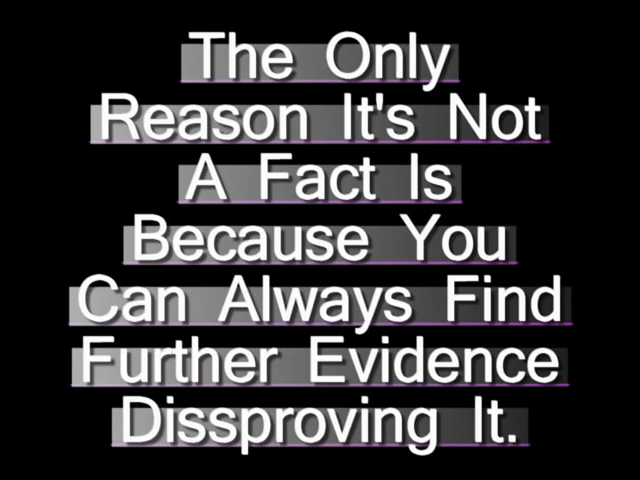 The Only
Reason It's Not
A Fact Is
Because You
Can Always Find
Further Evidence
Dissproving It.